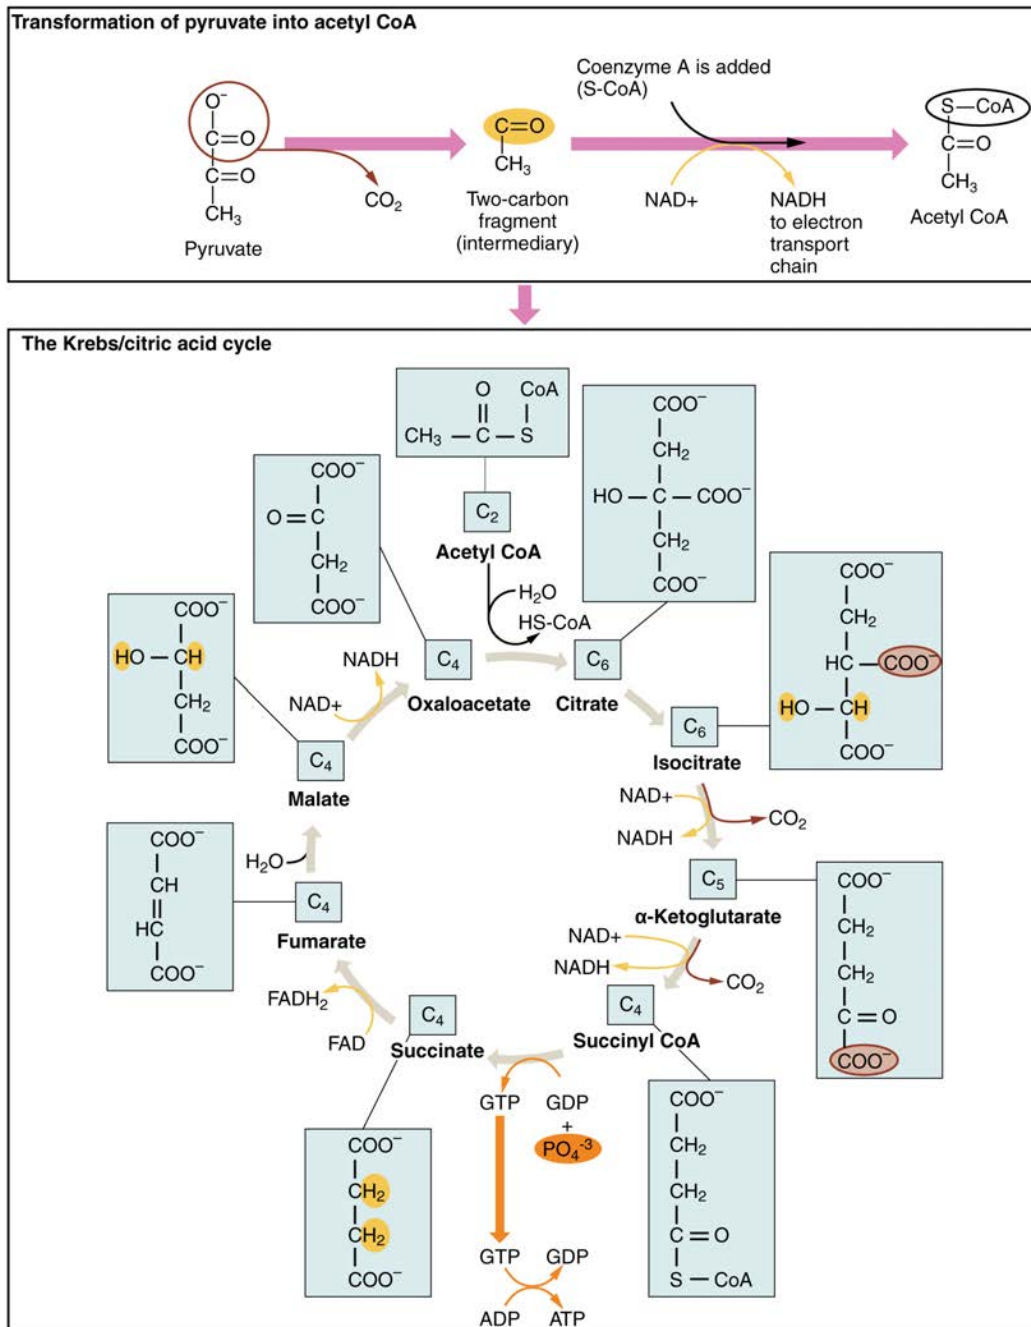 Transformation of pyruvate into acetyl CoA
O⁻
C=O
C=O
CH₃
Pyruvate
CO₂
C=O
CH₃
Two-carbon
fragment
(intermediary)
Coenzyme A is added
(S-CoA)
NAD+
NADH
to electron
transport
chain
S—CoA
C=O
CH₃
Acetyl CoA
The Krebs/citric acid cycle
O
CoA
CH₃ — C — S
C₂
Acetyl CoA
H₂O
HS-CoA
COO⁻
O=C
CH₂
COO⁻
C₄
Oxaloacetate
COO⁻
CH₂
HO — C — COO⁻
CH₂
COO⁻
C₆
Citrate
COO⁻
CH₂
HC — COO⁻
HO — CH
COO⁻
C₆
Isocitrate
NAD+
NADH
CO₂
C₅
α-Ketoglutarate
COO⁻
CH₂
CH₂
C = O
COO⁻
NAD+
NADH
CO₂
C₄
Succinyl CoA
COO⁻
CH₂
CH₂
C = O
S — CoA
GTP
GDP
+
PO₄⁻³
GTP
GDP
ADP
ATP
C₄
Succinate
COO⁻
CH₂
CH₂
COO⁻
FADH₂
FAD
C₄
Fumarate
COO⁻
CH
HC
COO⁻
H₂O
C₄
Malate
COO⁻
HO — CH
CH₂
COO⁻
NAD+
NADH